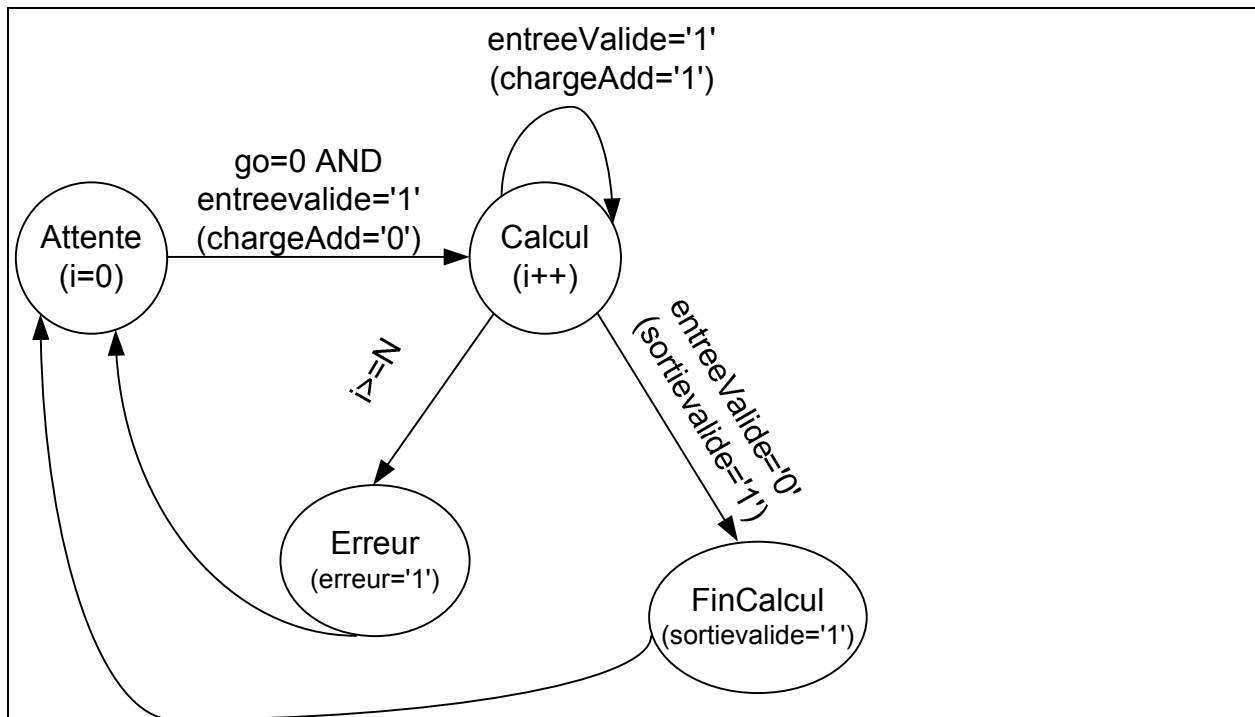 entreeValide='1'
(chargeAdd='1')
go=0 AND
entreevalide='1'
(chargeAdd='0')
Attente
(i=0)
Calcul
(i++)
N=<i
entreeValide='0'
(sortievalide='1')
Erreur
(erreur='1')
FinCalcul
(sortievalide='1')